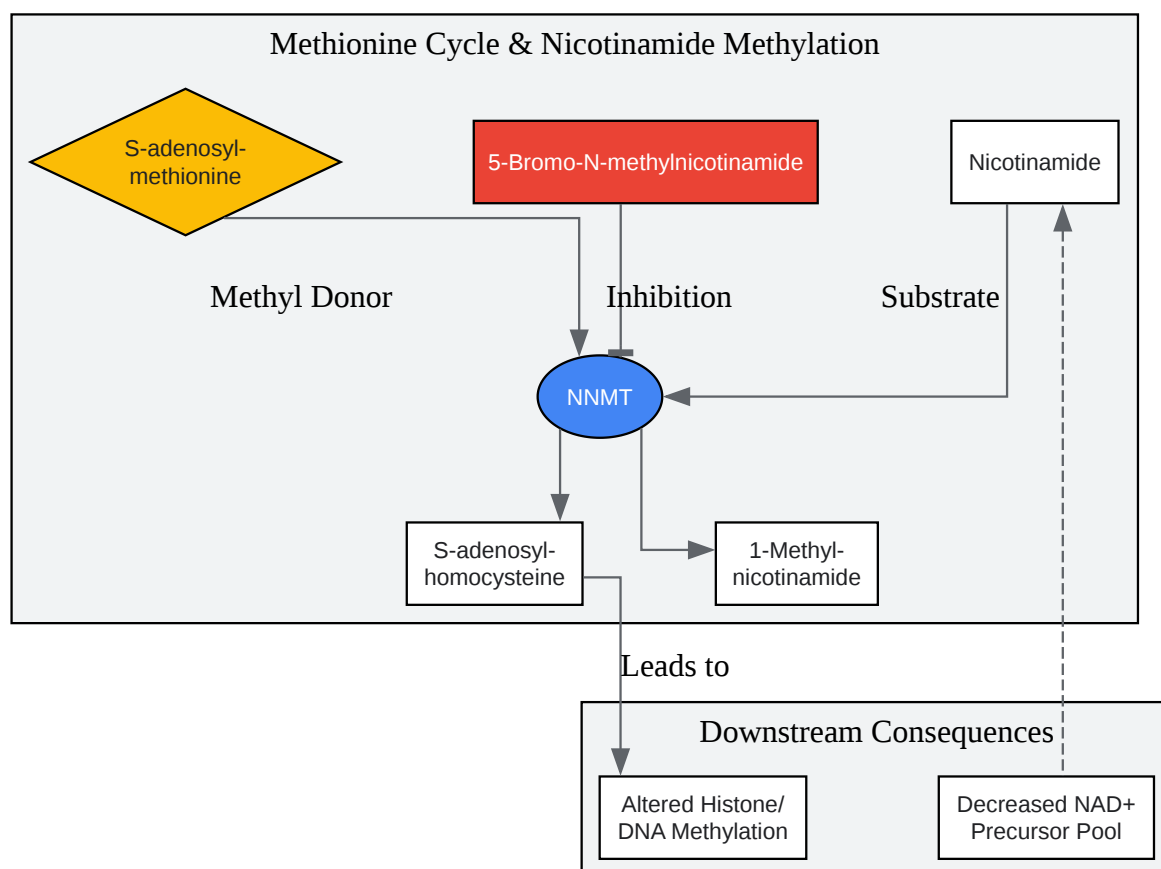 Methionine Cycle & Nicotinamide Methylation
S-adenosyl-
methionine
5-Bromo-N-methylnicotinamide
Nicotinamide
Methyl Donor
Inhibition
Substrate
NNMT
S-adenosyl-
homocysteine
1-Methyl-
nicotinamide
Leads to
Downstream Consequences
Altered Histone/
DNA Methylation
Decreased NAD+
Precursor Pool